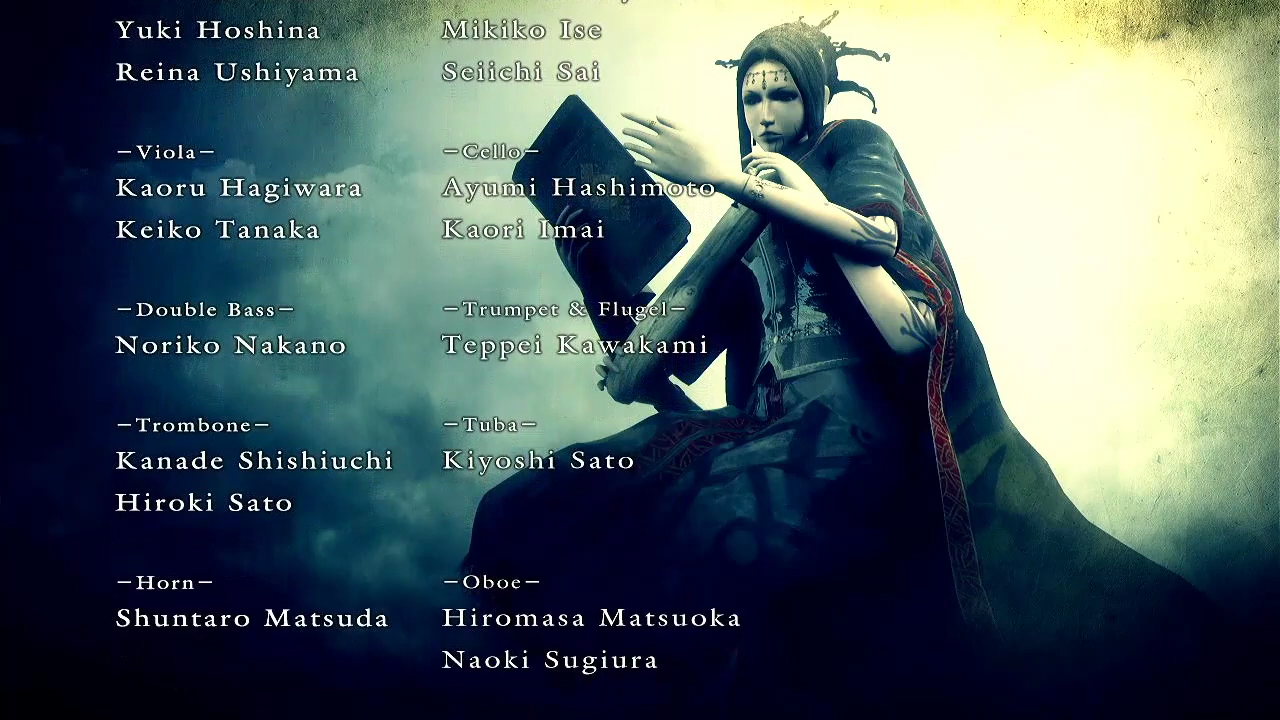 Yuki Hoshina
Reina Ushiyama
Mikiko Ise
Seiichi Sai
—Viola—
Kaoru Hagiwara
Keiko Tanaka
—Cello—
Ayumi Hashimoto
Kaori Imai
—Double Bass—
Noriko Nakano
—Trumpet & Flugel—
Teppei Kawakami
—Trombone—
Kanade Shishiuchi
Hiroki Sato
—Tuba—
Kiyoshi Sato
—Horn—
Shuntaro Matsuda
—Oboe—
Hiromasa Matsuoka
Naoki Sugiura